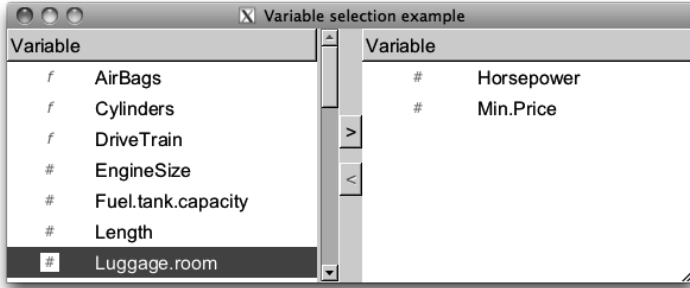 Variable selection example
Variable
f AirBags
f Cylinders
f DriveTrain
# EngineSize
# Fuel.tank.capacity
# Length
# Luggage.room
>
<
Variable
# Horsepower
# Min.Price